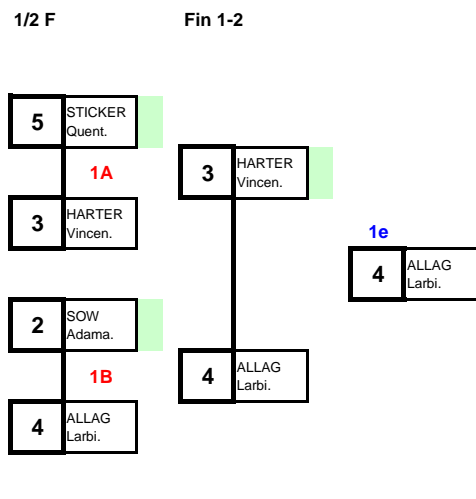 1/2 F
Fin 1-2
5
STICKER
Quent.
1A
3
HARTER
Vincen.
2
SOW
Adama.
1B
4
ALLAG
Larbi.
3
HARTER
Vincen.
4
ALLAG
Larbi.
1e
4
ALLAG
Larbi.